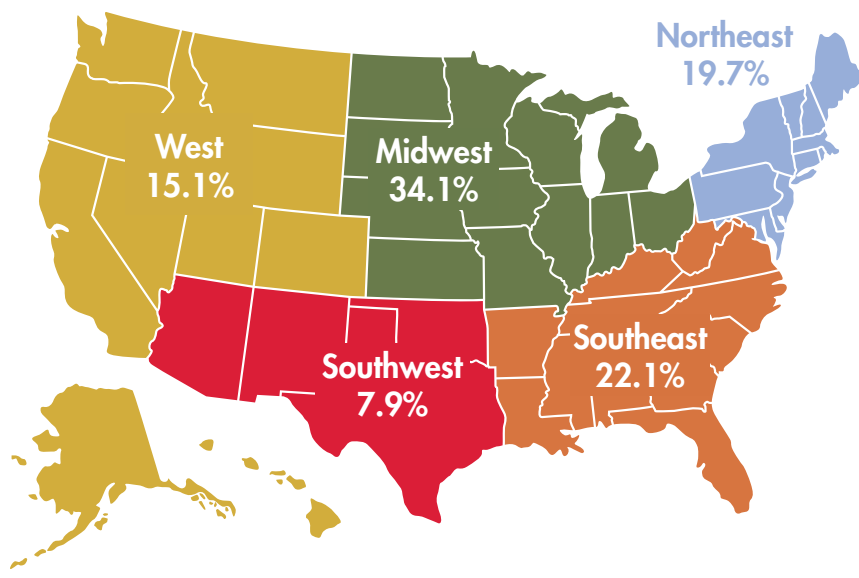 Northeast
19.7%
West
15.1%
Midwest
34.1%
Southwest
7.9%
Southeast
22.1%